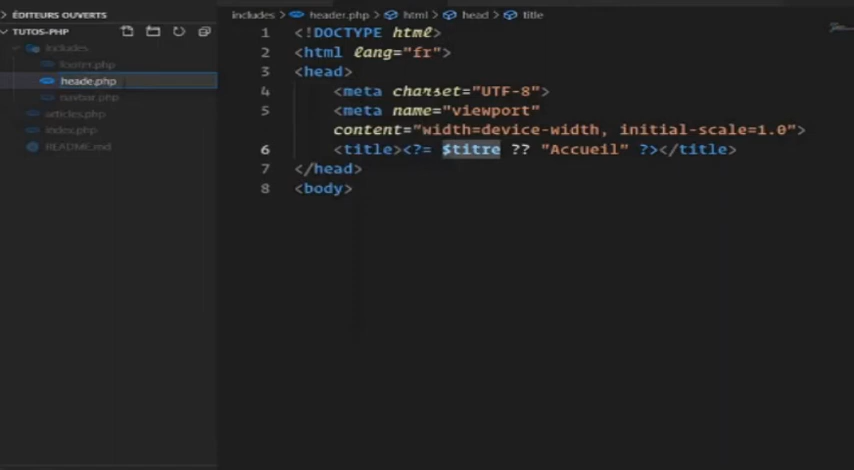 ÉDITEURS OUVERTS
TUTOS-PHP
includes
footer.php
heade.php
navbar.php
articles.php
index.php
README.md
includes > header.php > html > head > title
1 <!DOCTYPE html>
2 <html lang="fr">
3 <head>
4 <meta charset="UTF-8">
5 <meta name="viewport"
content="width=device-width, initial-scale=1.0">
6 <title><?= $titre ?? "Accueil" ?></title>
7 </head>
8 <body>